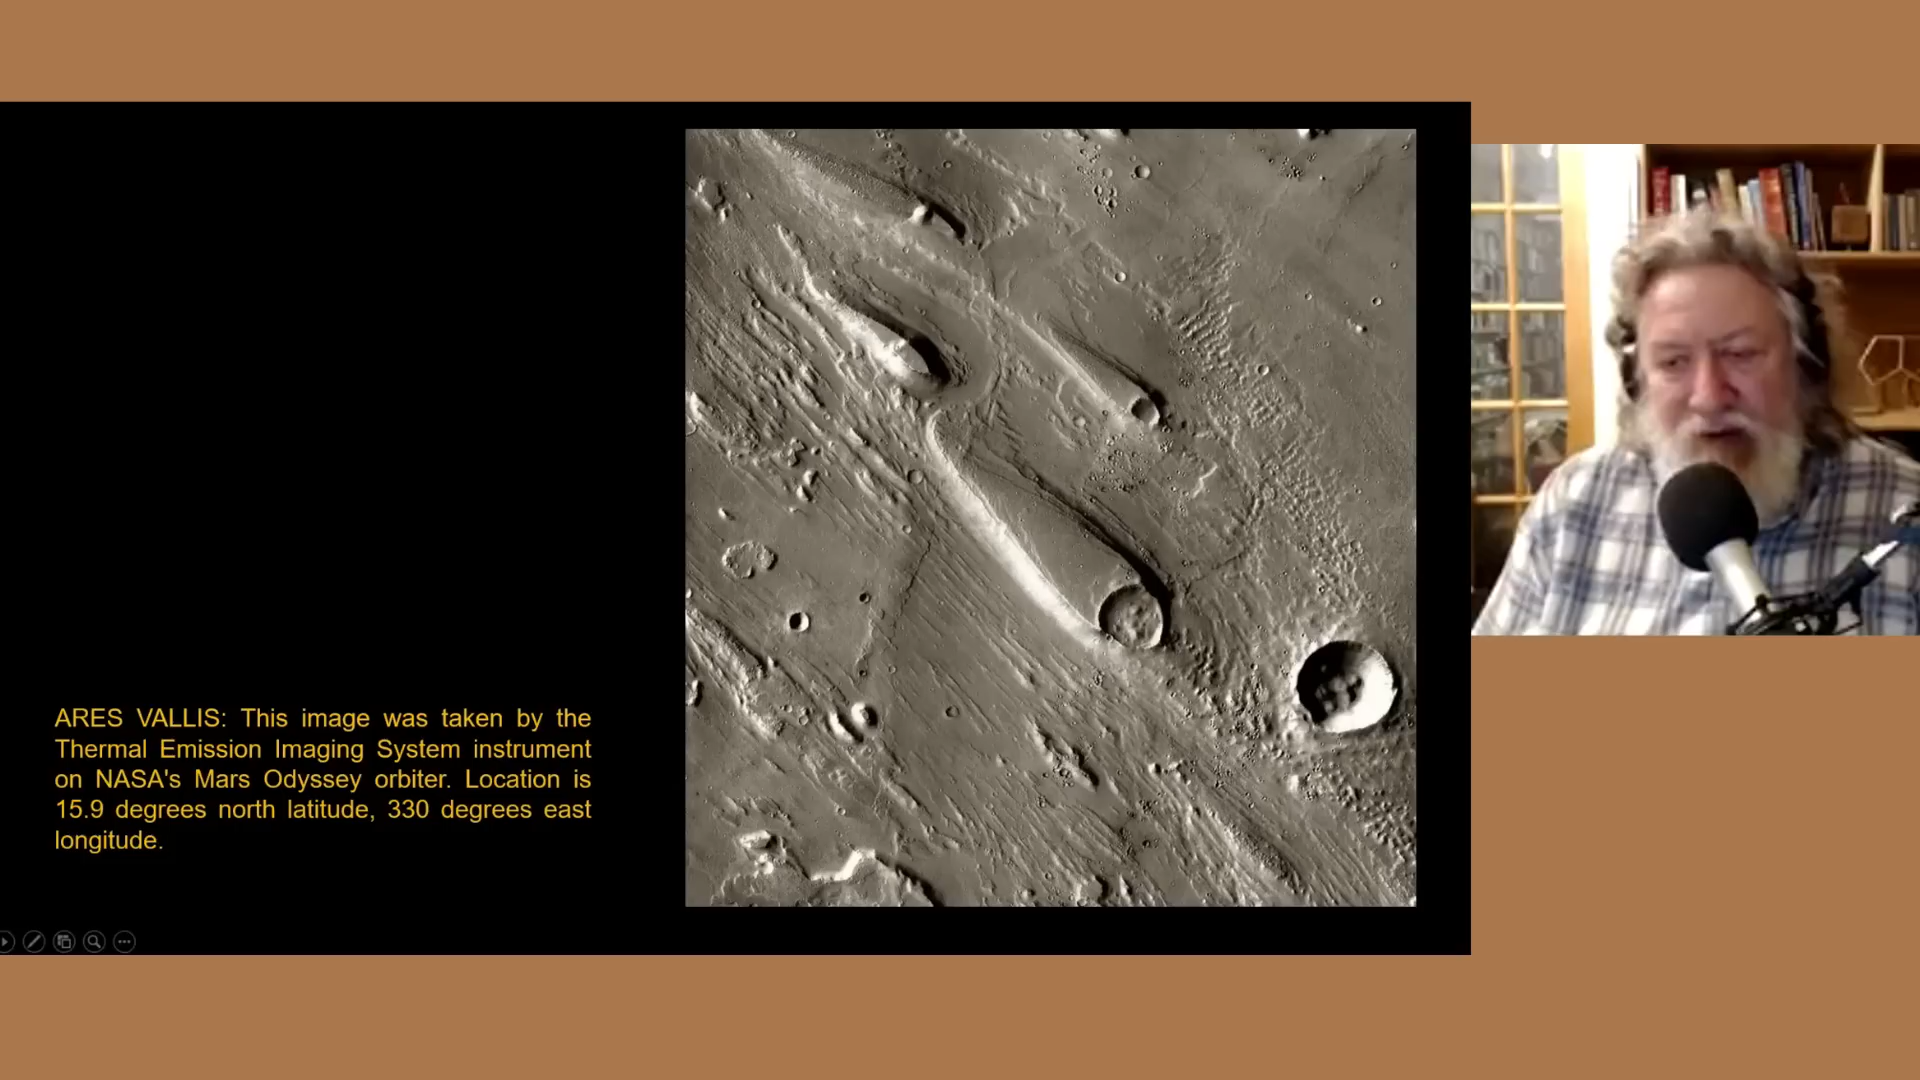 ARES VALLIS: This image was taken by the
Thermal Emission Imaging System instrument
on NASA's Mars Odyssey orbiter. Location is
15.9 degrees north latitude, 330 degrees east
longitude.